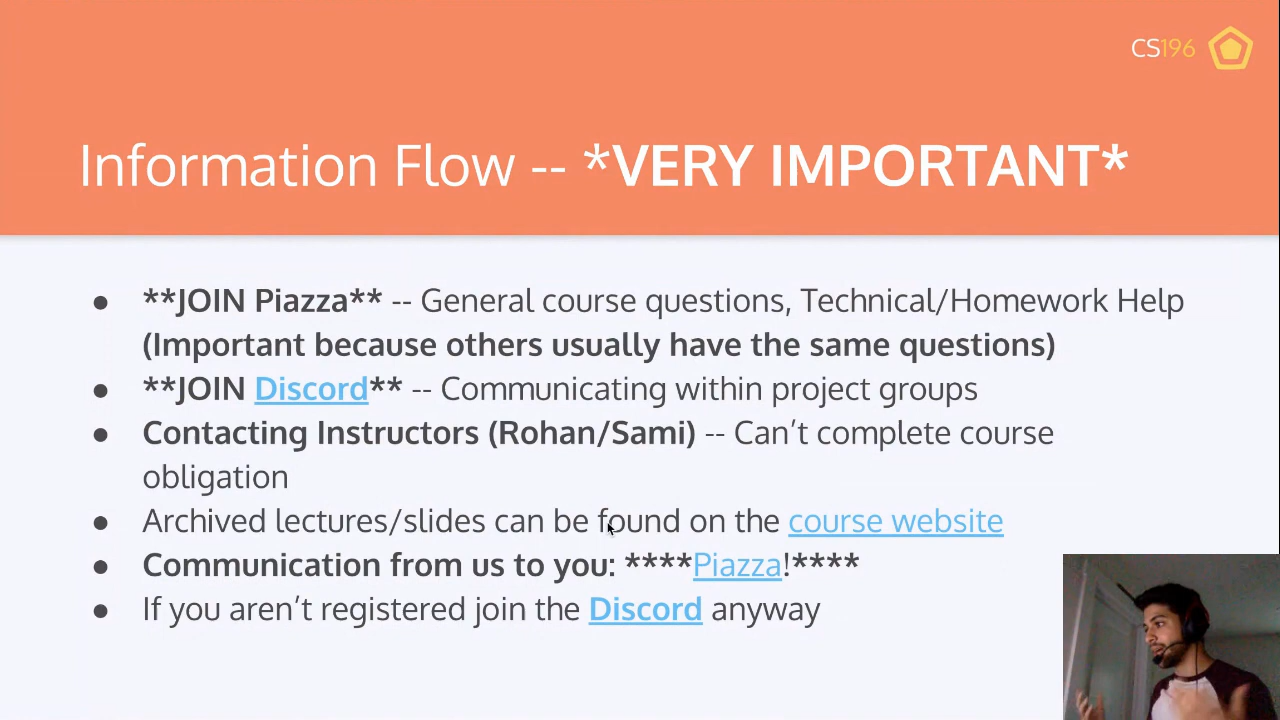 CS196
Information Flow -- *VERY IMPORTANT*
● **JOIN Piazza** -- General course questions, Technical/Homework Help
(Important because others usually have the same questions)
● **JOIN Discord** -- Communicating within project groups
● Contacting Instructors (Rohan/Sami) -- Can't complete course
obligation
● Archived lectures/slides can be found on the course website
● Communication from us to you: ****Piazza!****
● If you aren't registered join the Discord anyway